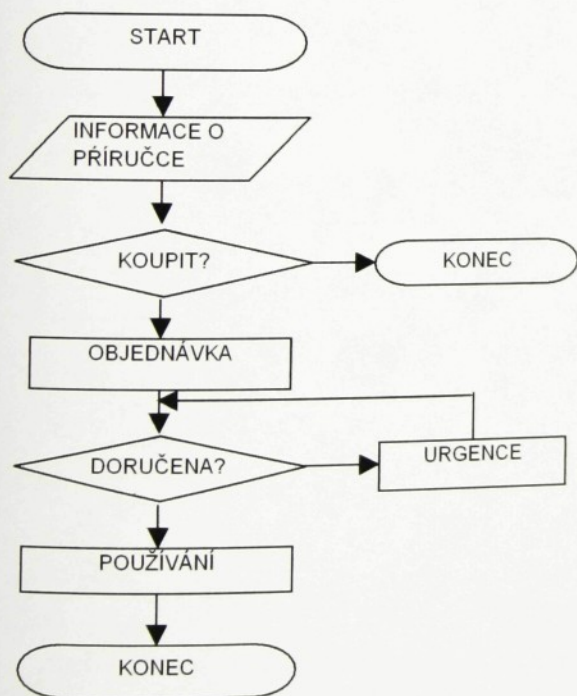 START
INFORMACE O
PŘÍRUČCE
KOUPIT?
KONEC
OBJEDNÁVKA
DORUČENA?
URGENCE
POUŽÍVÁNÍ
KONEC